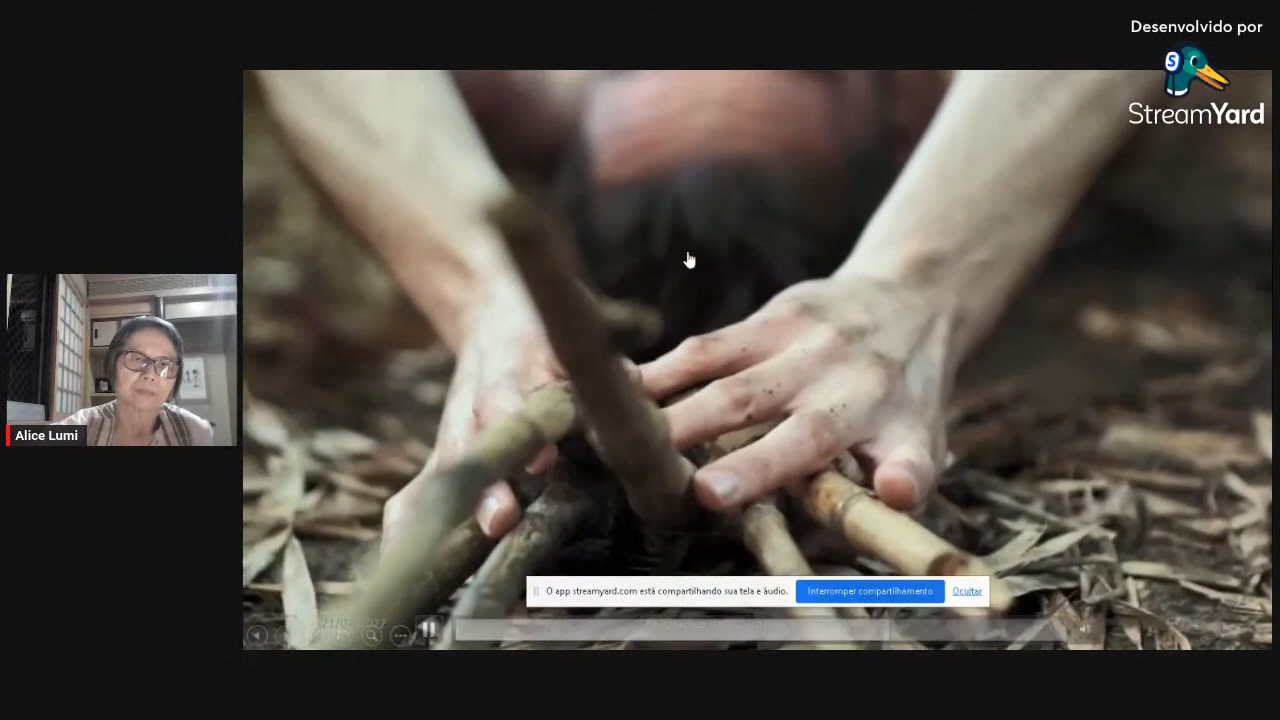 Desenvolvido por
StreamYard
Alice Lumi
O app streamyard.com está compartilhando sua tela e áudio. Interromper compartilhamento Ocultar